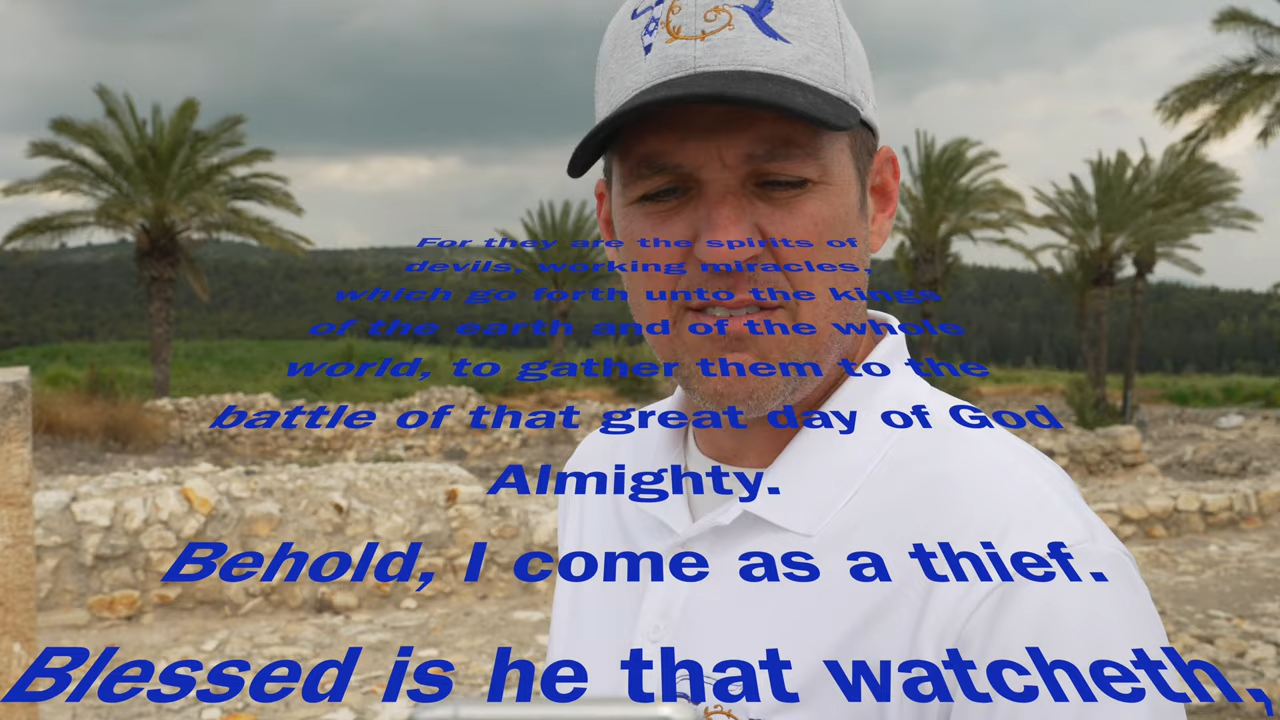 For they are the spirits of
devils, working miracles,
which go forth unto the kings
of the earth and of the whole
world, to gather them to the
battle of that great day of God
Almighty.
Behold, I come as a thief.
Blessed is he that watcheth,